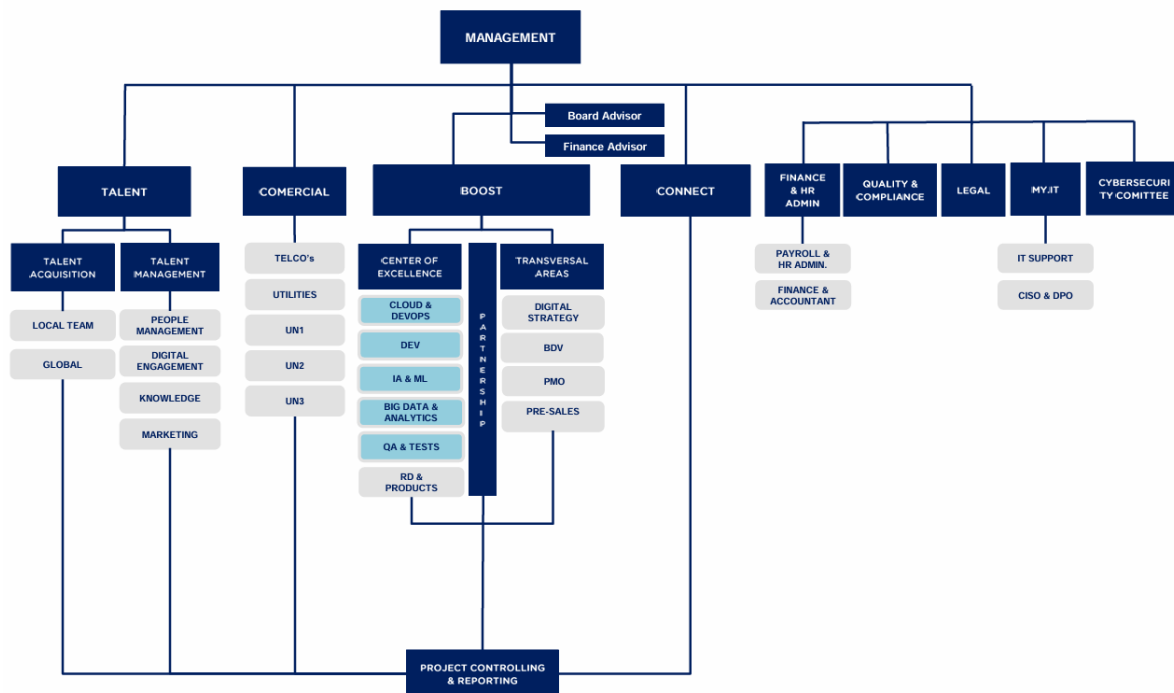 MANAGEMENT
Board Advisor
Finance Advisor
TALENT
COMERCIAL
BOOST
CONNECT
FINANCE
& HR
ADMIN
QUALITY &
COMPLIANCE
LEGAL
MY.IT
CYBERSECURI
TY COMITTEE
TALENT
ACQUISITION
LOCAL TEAM
GLOBAL
TALENT
MANAGEMENT
PEOPLE
MANAGEMENT
DIGITAL
ENGAGEMENT
KNOWLEDGE
MARKETING
TELCO's
UTILITIES
UN1
UN2
UN3
CENTER OF
EXCELLENCE
CLOUD &
DEVOPS
DEV
IA & ML
BIG DATA &
ANALYTICS
QA & TESTS
RD &
PRODUCTS
PARTNERSHIP
TRANSVERSAL
AREAS
DIGITAL
STRATEGY
BDV
PMO
PRE-SALES
PAYROLL &
HR ADMIN.
FINANCE &
ACCOUNTANT
IT SUPPORT
CISO & DPO
PROJECT CONTROLLING
& REPORTING